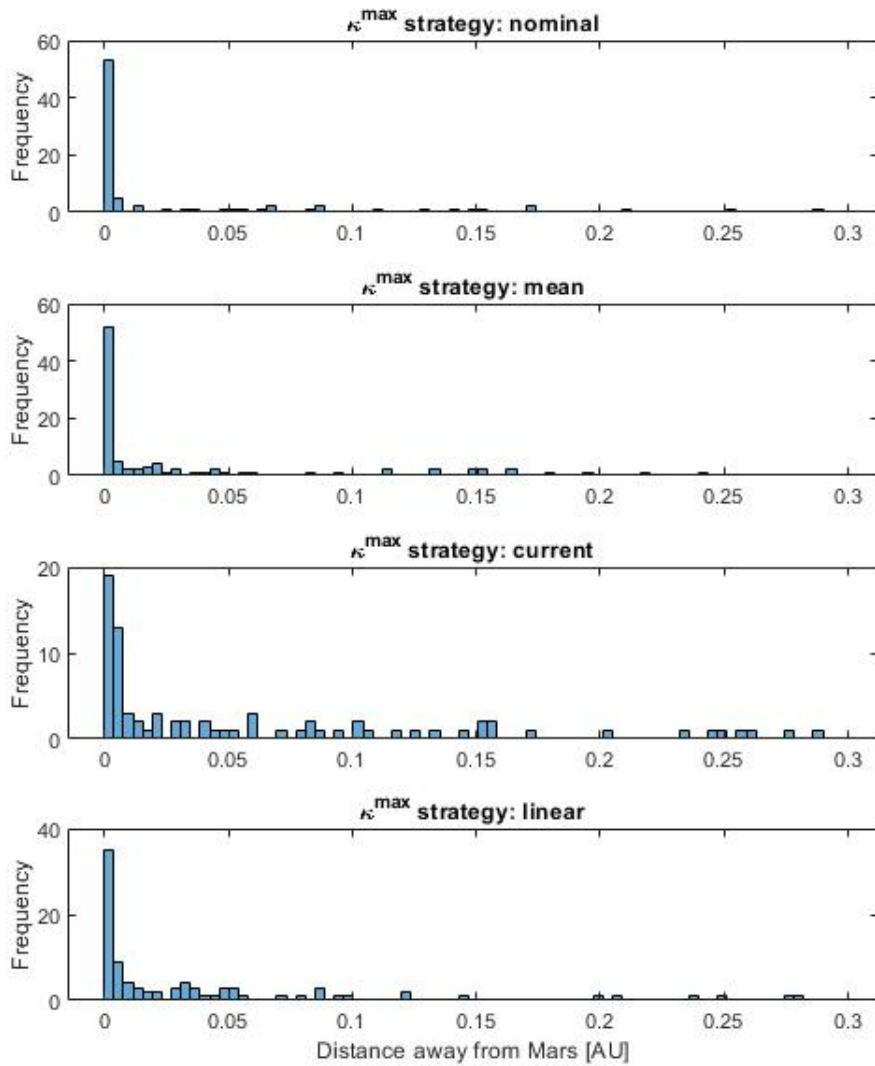 κ^max strategy: nominal
60
40
20
0
Frequency
0 0.05 0.1 0.15 0.2 0.25 0.3
κ^max strategy: mean
60
40
20
0
Frequency
0 0.05 0.1 0.15 0.2 0.25 0.3
κ^max strategy: current
20
10
0
Frequency
0 0.05 0.1 0.15 0.2 0.25 0.3
κ^max strategy: linear
40
20
0
Frequency
0 0.05 0.1 0.15 0.2 0.25 0.3
Distance away from Mars [AU]